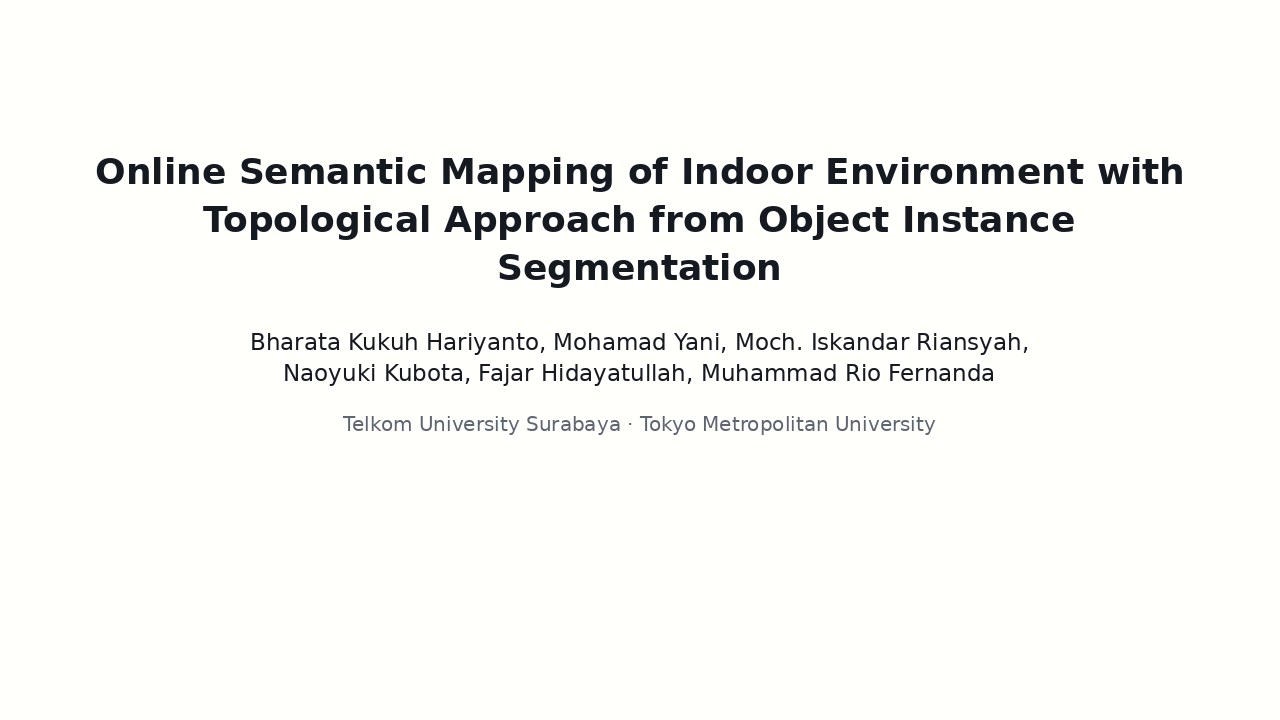 Online Semantic Mapping of Indoor Environment with
Topological Approach from Object Instance
Segmentation
Bharata Kukuh Hariyanto, Mohamad Yani, Moch. Iskandar Riansyah,
Naoyuki Kubota, Fajar Hidayatullah, Muhammad Rio Fernanda
Telkom University Surabaya · Tokyo Metropolitan University